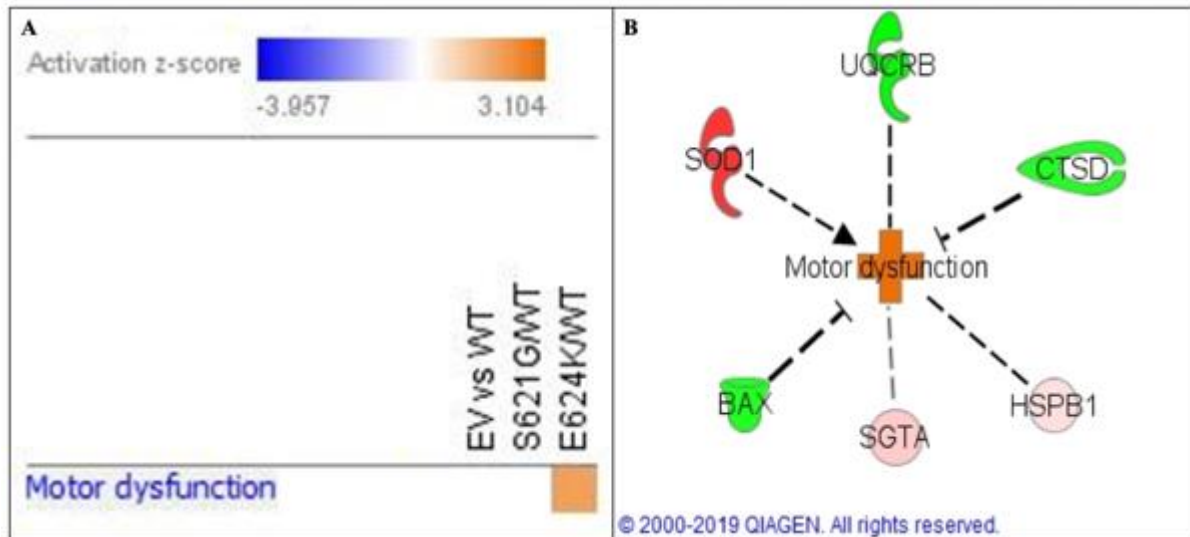 A
Activation z-score
-3.957 3.104
EV vs WT
S621G/WT
E624K/WT
Motor dysfunction
B
UQCRB
SOD1
CTSD
Motor dysfunction
BAX
SGTA
HSPB1
© 2000-2019 QIAGEN. All rights reserved.